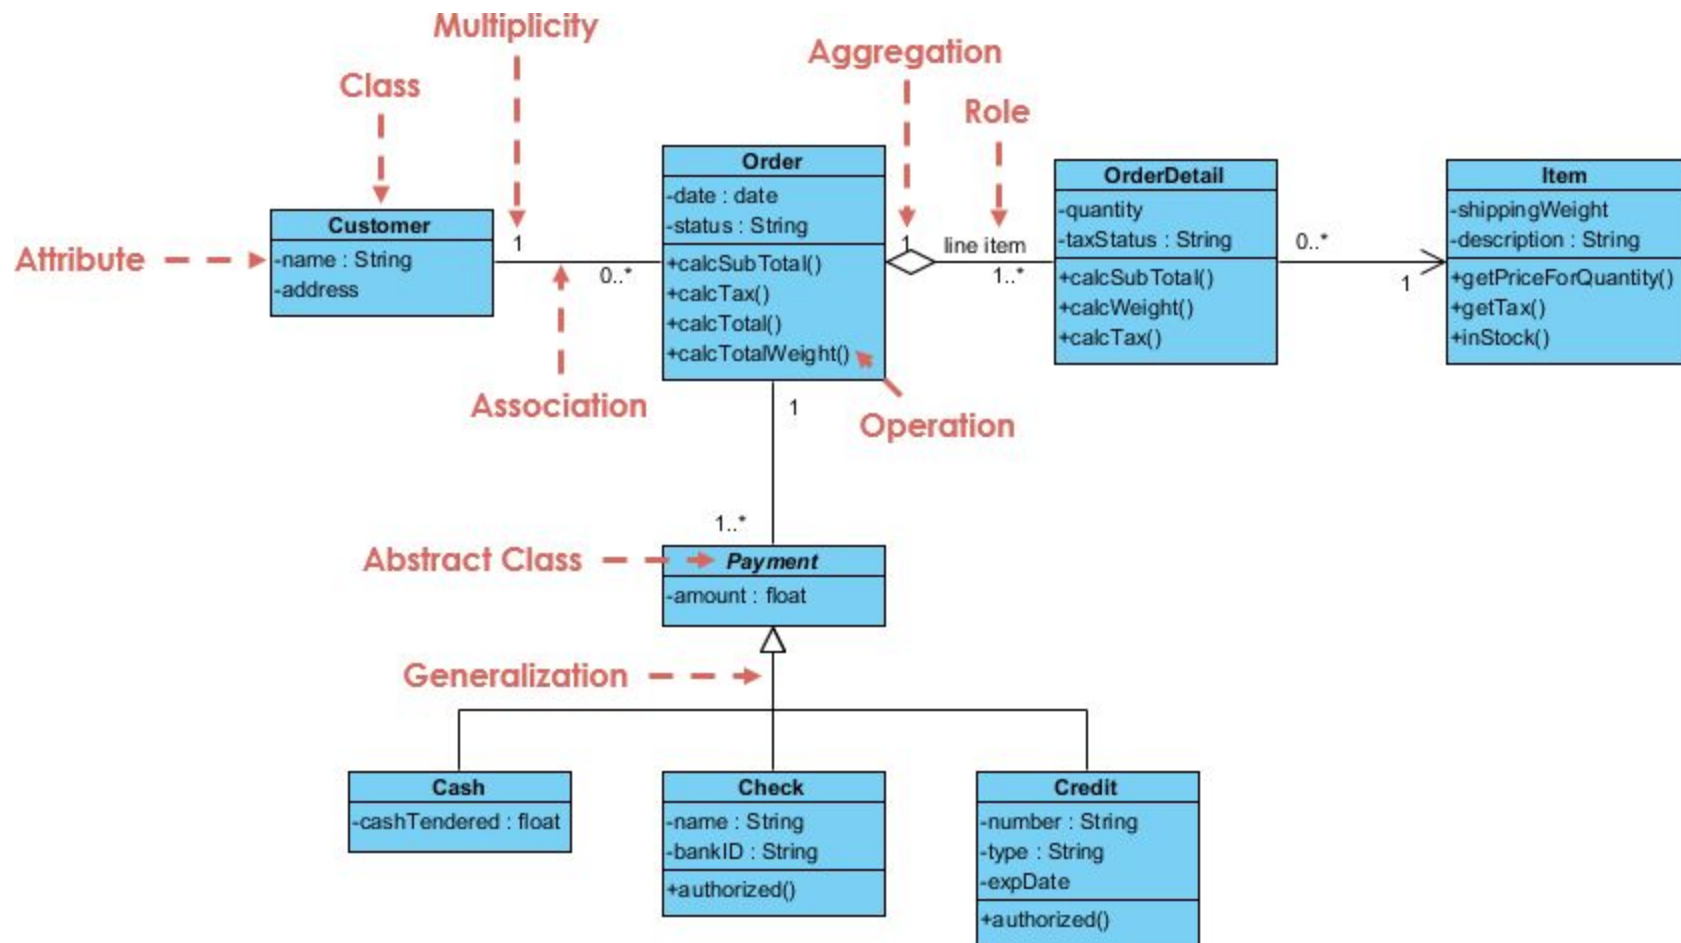 Multiplicity
Aggregation
Class
Role
Order
-date : date
-status : String
+calcSubTotal()
+calcTax()
+calcTotal()
+calcTotalWeight()
OrderDetail
-quantity
-taxStatus : String
+calcSubTotal()
+calcWeight()
+calcTax()
Item
-shippingWeight
-description : String
+getPriceForQuantity()
+getTax()
+inStock()
Customer
-name : String
-address
Attribute
1
0..*
1
line item
1..*
0..*
1
Association
Operation
1
1..*
Abstract Class
Payment
-amount : float
Generalization
Cash
-cashTendered : float
Check
-name : String
-bankID : String
+authorized()
Credit
-number : String
-type : String
-expDate
+authorized()